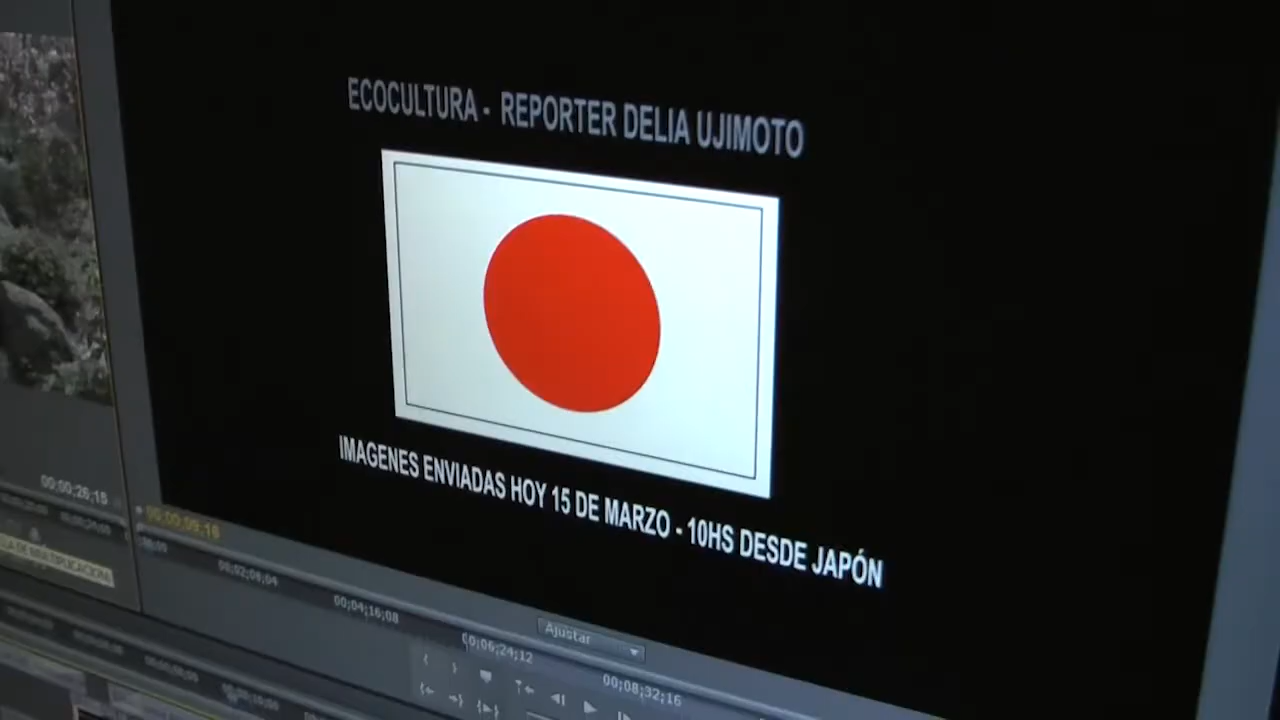 ECOCULTURA - REPORTER DELIA UJIMOTO
IMAGENES ENVIADAS HOY 15 DE MARZO - 10HS DESDE JAPÓN
00;00;26;18
00;00;09;16
00;02;08;04
00;04;16;08
Ajustar
00;06;24;12
00;08;32;16